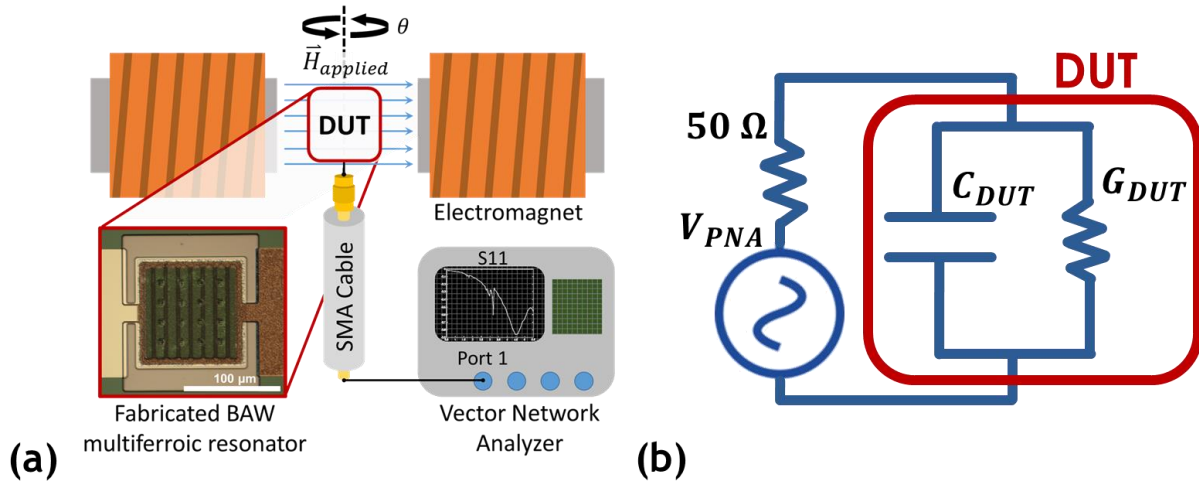 θ
H⃗applied
DUT
Electromagnet
SMA Cable
S11
Port 1
100 µm
Fabricated BAW
multiferroic resonator
Vector Network
Analyzer
(a)
DUT
50 Ω
C_DUT
G_DUT
V_PNA
(b)